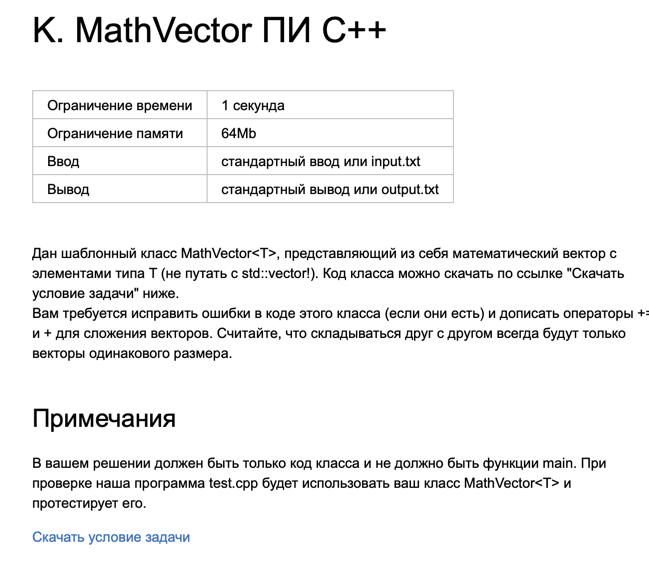 K. MathVector ПИ C++
Ограничение времени 1 секунда
Ограничение памяти 64Mb
Ввод стандартный ввод или input.txt
Вывод стандартный вывод или output.txt
Дан шаблонный класс MathVector<T>, представляющий из себя математический вектор с
элементами типа T (не путать с std::vector!). Код класса можно скачать по ссылке "Скачать
условие задачи" ниже.
Вам требуется исправить ошибки в коде этого класса (если они есть) и дописать операторы +=
и + для сложения векторов. Считайте, что складываться друг с другом всегда будут только
векторы одинакового размера.
Примечания
В вашем решении должен быть только код класса и не должно быть функции main. При
проверке наша программа test.cpp будет использовать ваш класс MathVector<T> и
протестирует его.
Скачать условие задачи